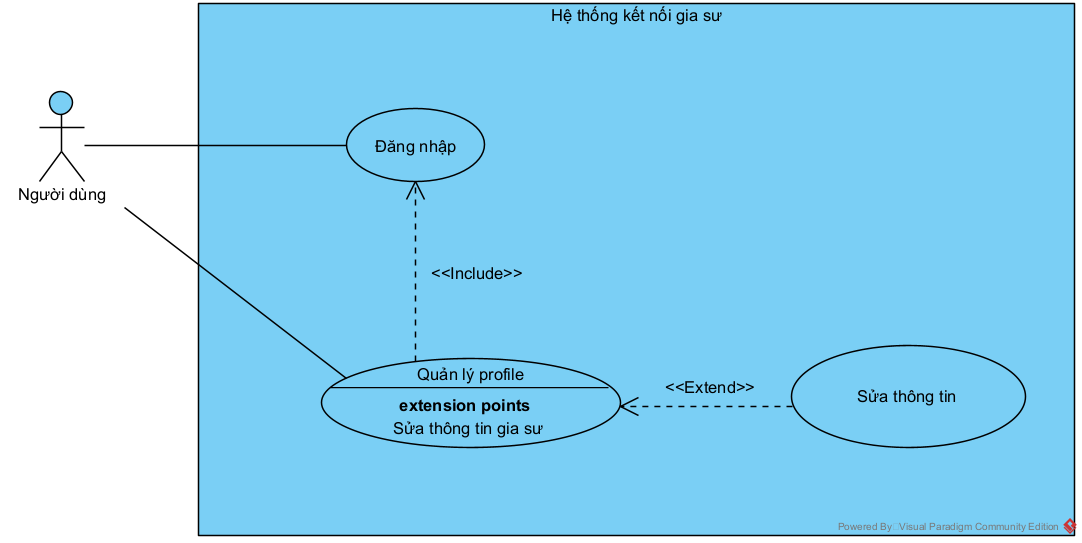 Hệ thống kết nối gia sư
Đăng nhập
Người dùng
<<Include>>
Quản lý profile
extension points
Sửa thông tin gia sư
<<Extend>>
Sửa thông tin
Powered By Visual Paradigm Community Edition